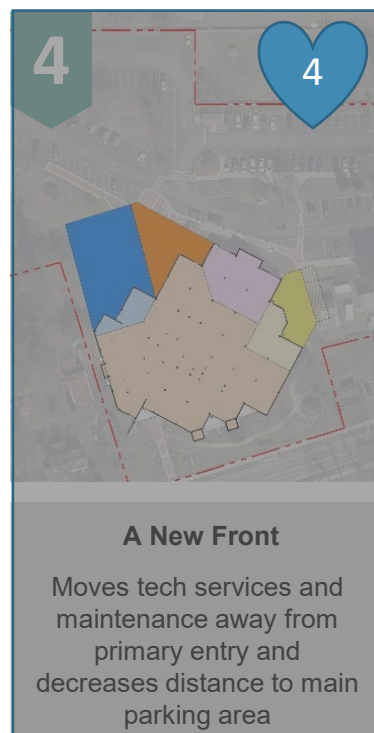 4
4
A New Front
Moves tech services and
maintenance away from
primary entry and
decreases distance to main
parking area